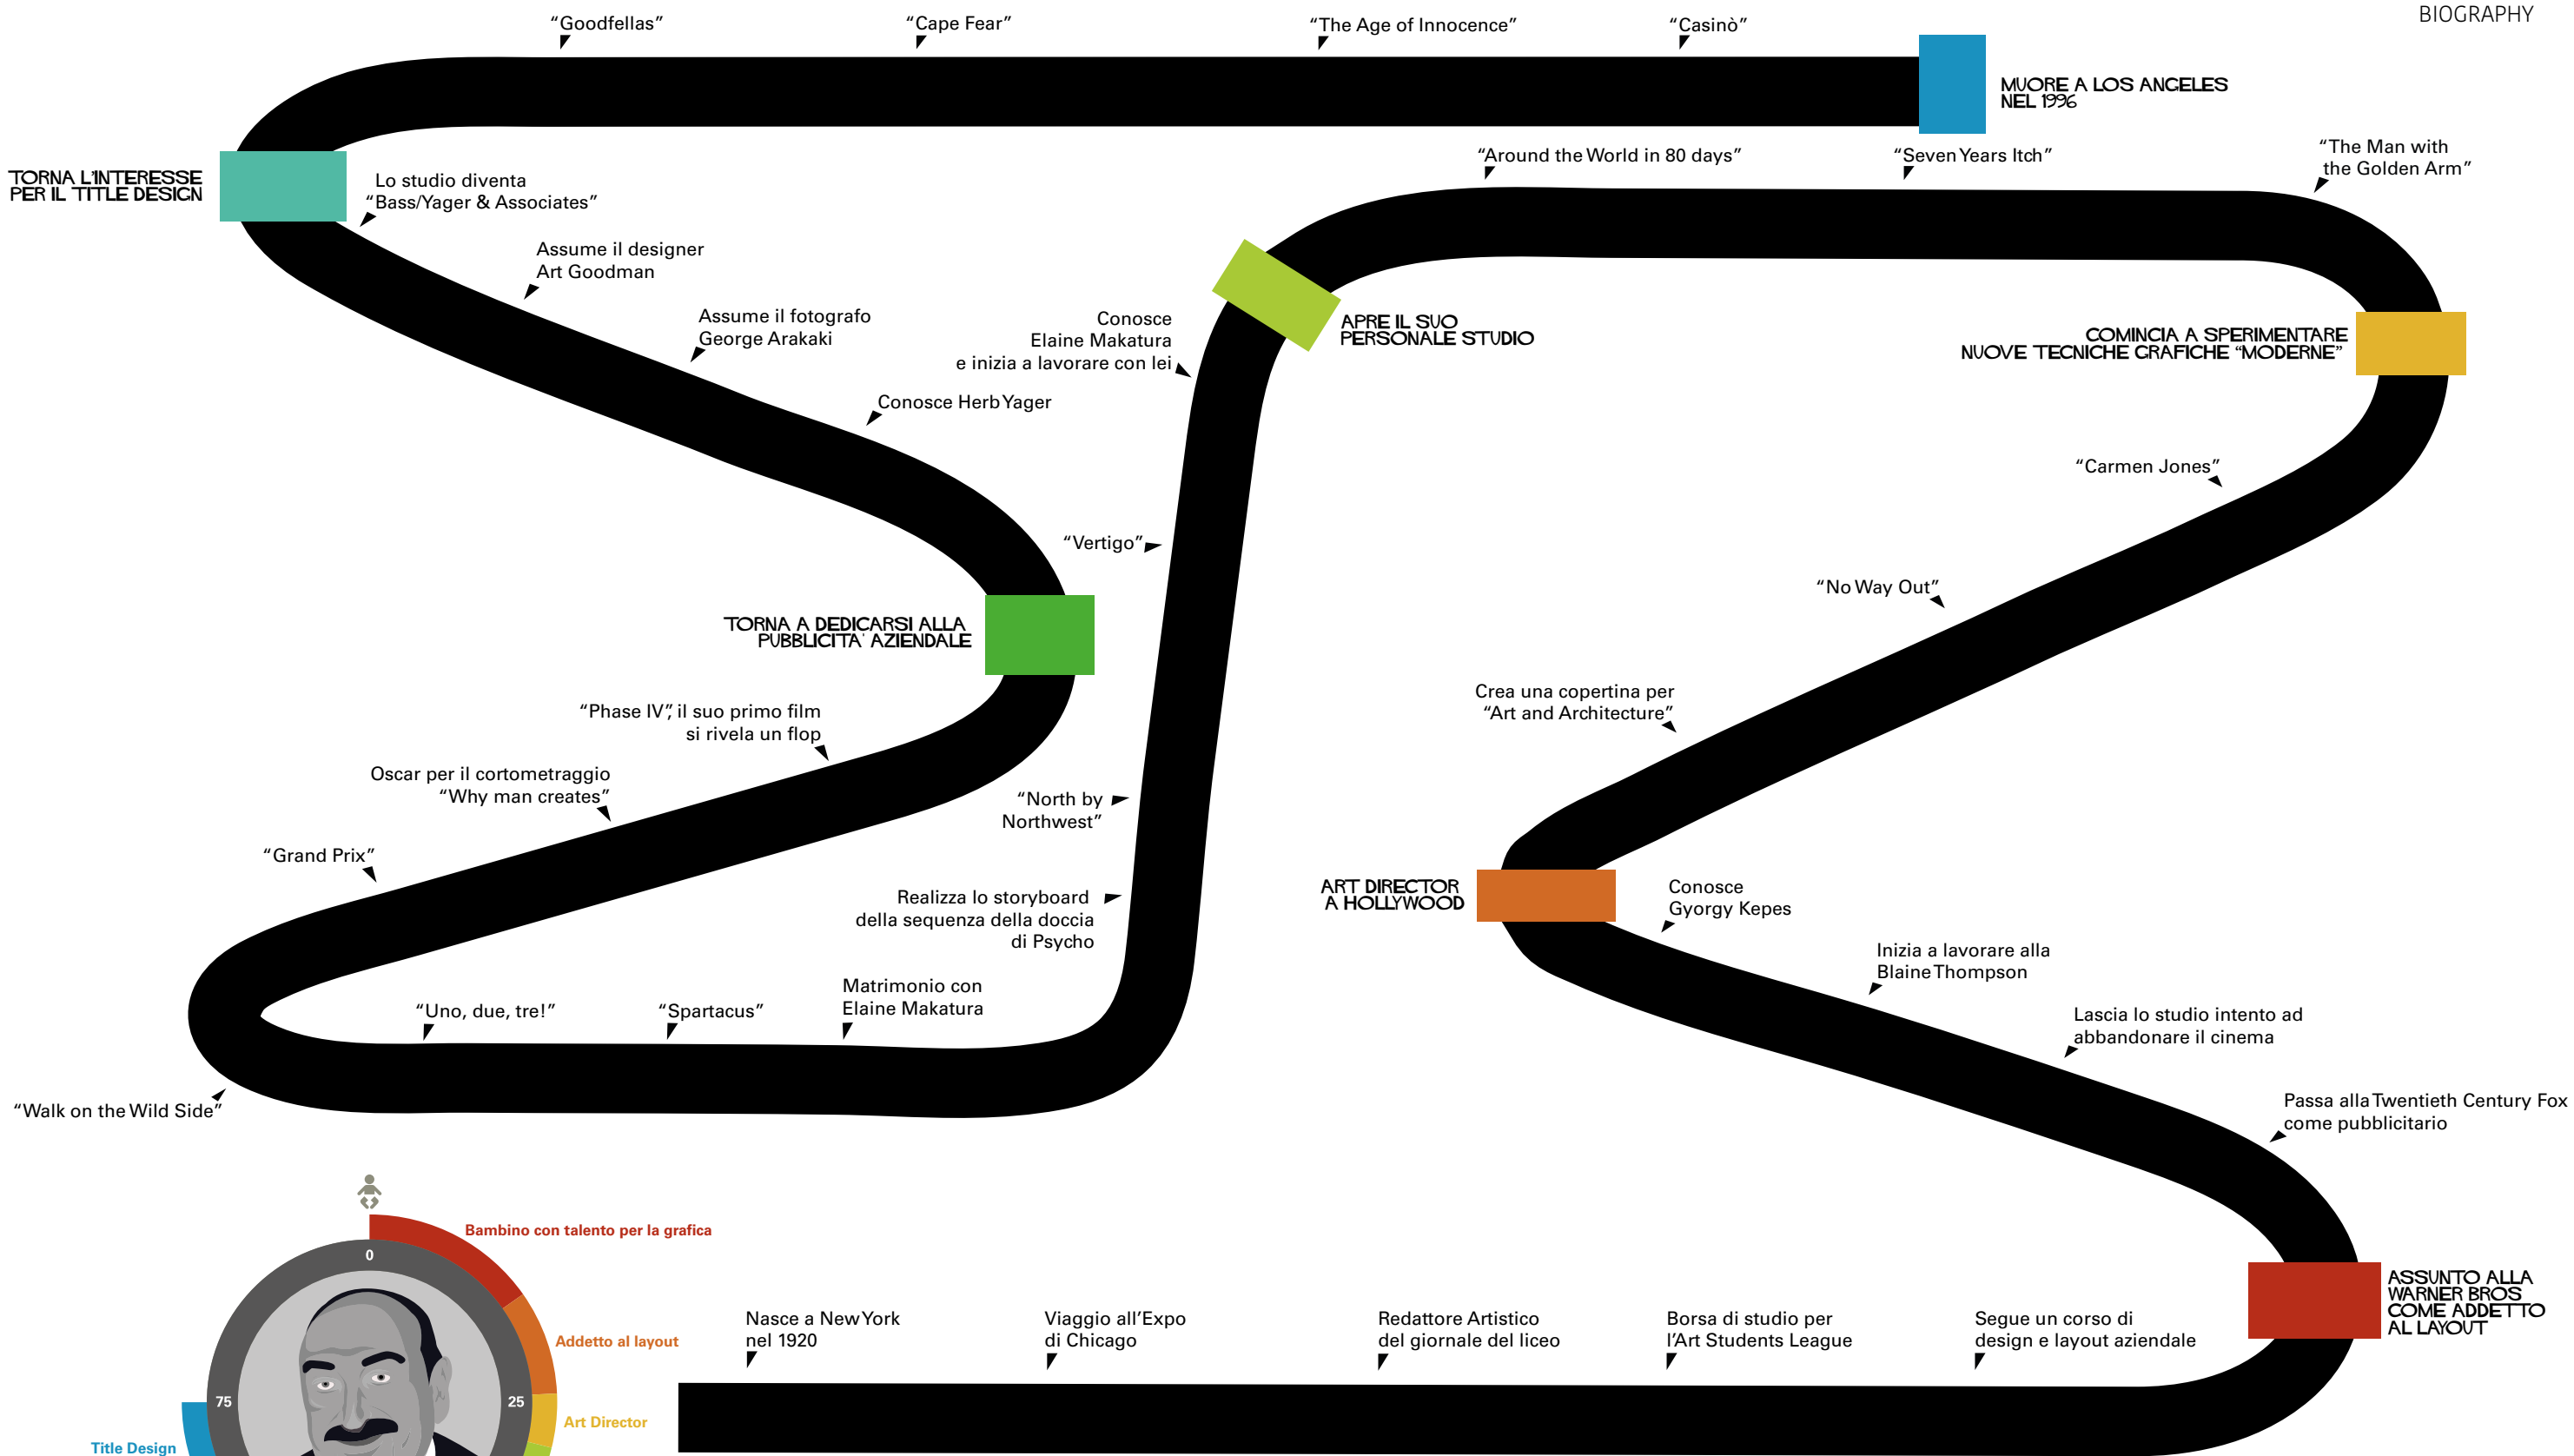 BIOGRAPHY
“Goodfellas”
“Cape Fear”
“The Age of Innocence”
“Casinò”
MUORE A LOS ANGELES
NEL 1996
TORNA L'INTERESSE
PER IL TITLE DESIGN
Lo studio diventa
“Bass/Yager & Associates”
Assume il designer
Art Goodman
Assume il fotografo
George Arakaki
Conosce Herb Yager
TORNA A DEDICARSI ALLA
PUBBLICITA' AZIENDALE
“Phase IV”, il suo primo film
si rivela un flop
Oscar per il cortometraggio
“Why man creates”
“Grand Prix”
“Walk on the Wild Side”
“Uno, due, tre!”
“Spartacus”
Matrimonio con
Elaine Makatura
Realizza lo storyboard
della sequenza della doccia
di Psycho
“North by
Northwest”
“Vertigo”
Conosce
Elaine Makatura
e inizia a lavorare con lei
APRE IL SUO
PERSONALE STUDIO
“Around the World in 80 days”
“Seven Years Itch”
“The Man with
the Golden Arm”
COMINCIA A SPERIMENTARE
NUOVE TECNICHE GRAFICHE “MODERNE”
“Carmen Jones”
“No Way Out”
Crea una copertina per
“Art and Architecture”
ART DIRECTOR
A HOLLYWOOD
Conosce
Gyorgy Kepes
Inizia a lavorare alla
Blaine Thompson
Lascia lo studio intento ad
abbandonare il cinema
Passa alla Twentieth Century Fox
come pubblicitario
ASSUNTO ALLA
WARNER BROS
COME ADDETTO
AL LAYOUT
Segue un corso di
design e layout aziendale
Borsa di studio per
l'Art Students League
Redattore Artistico
del giornale del liceo
Viaggio all'Expo
di Chicago
Nasce a New York
nel 1920
Bambino con talento per la grafica
0
Addetto al layout
25
Art Director
75
Title Design